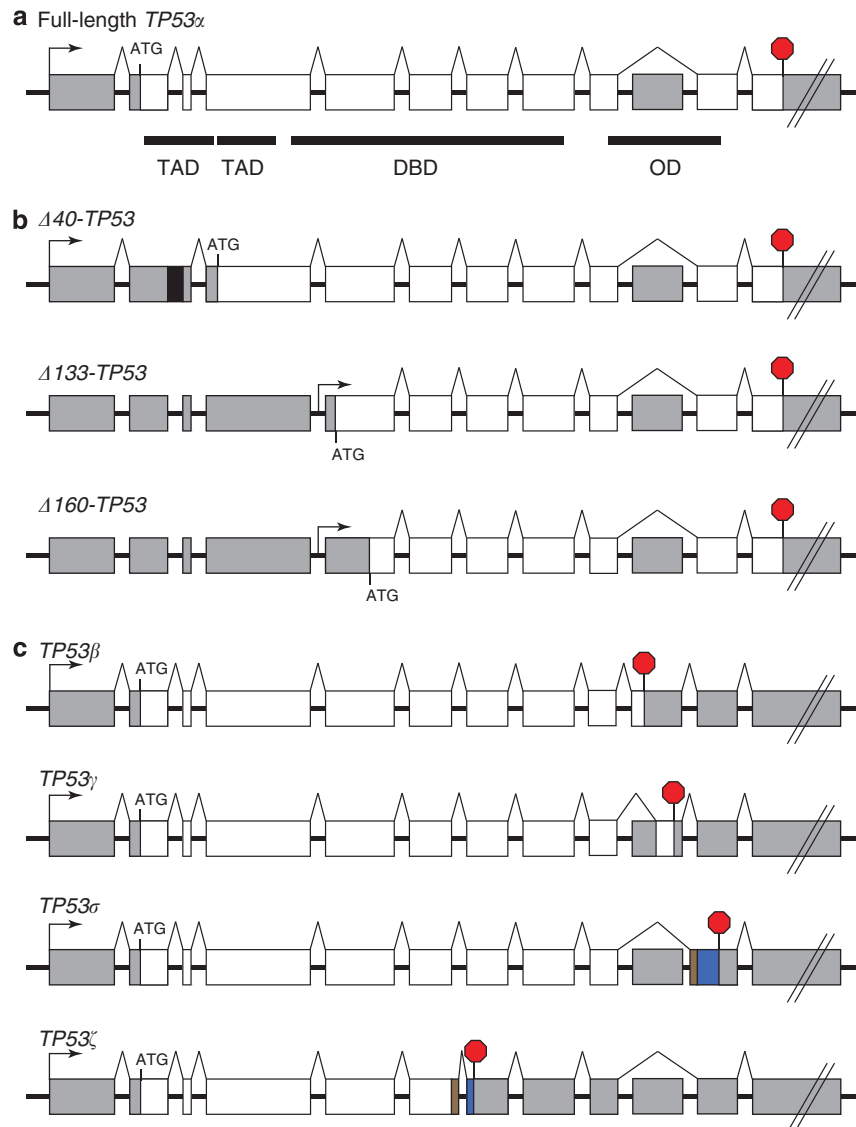 a Full-length TP53α
ATG
TAD TAD DBD OD
b Δ40-TP53
ATG
Δ133-TP53
ATG
Δ160-TP53
ATG
c TP53β
ATG
TP53γ
ATG
TP53σ
ATG
TP53ζ
ATG